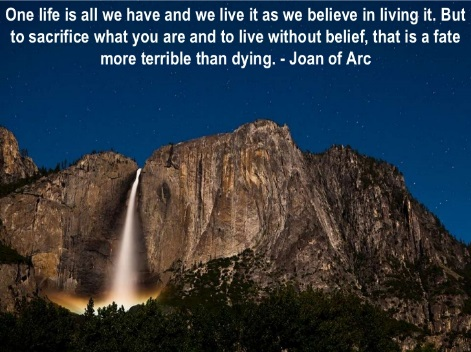 One life is all we have and we live it as we believe in living it. But
to sacrifice what you are and to live without belief, that is a fate
more terrible than dying. - Joan of Arc